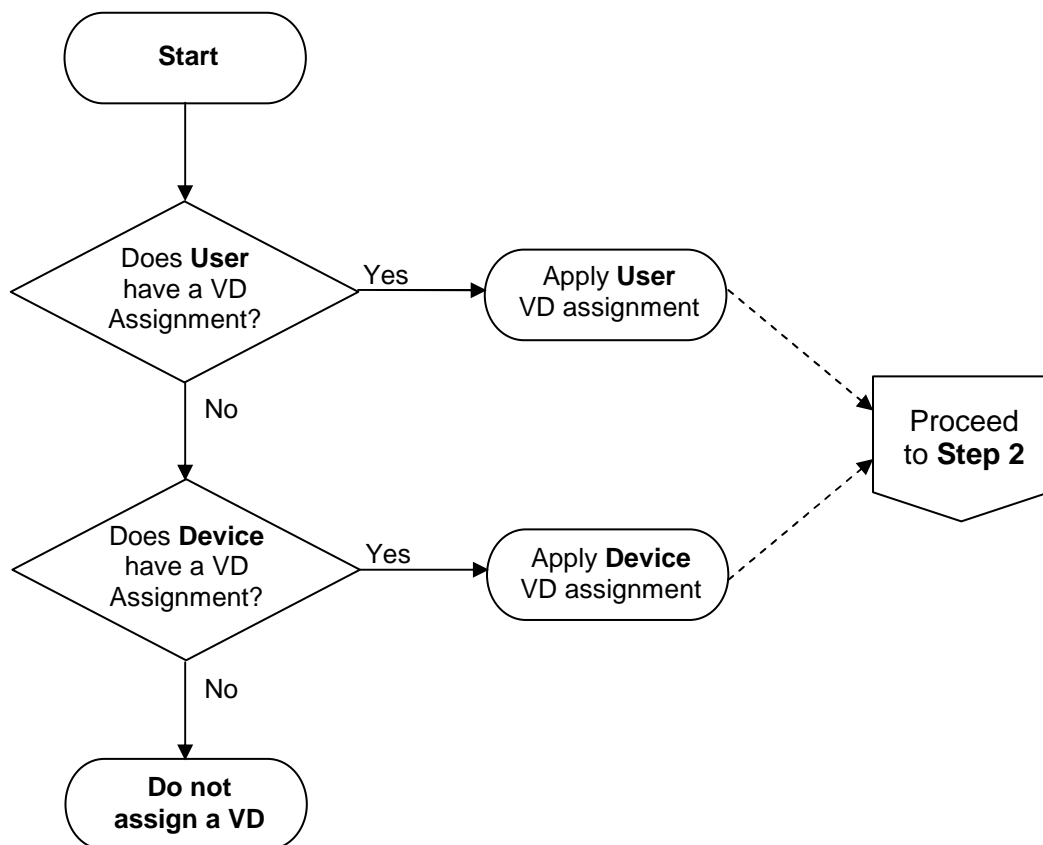 Start
Does User
have a VD
Assignment?
Yes
Apply User
VD assignment
No
Proceed
to Step 2
Does Device
have a VD
Assignment?
Yes
Apply Device
VD assignment
No
Do not
assign a VD